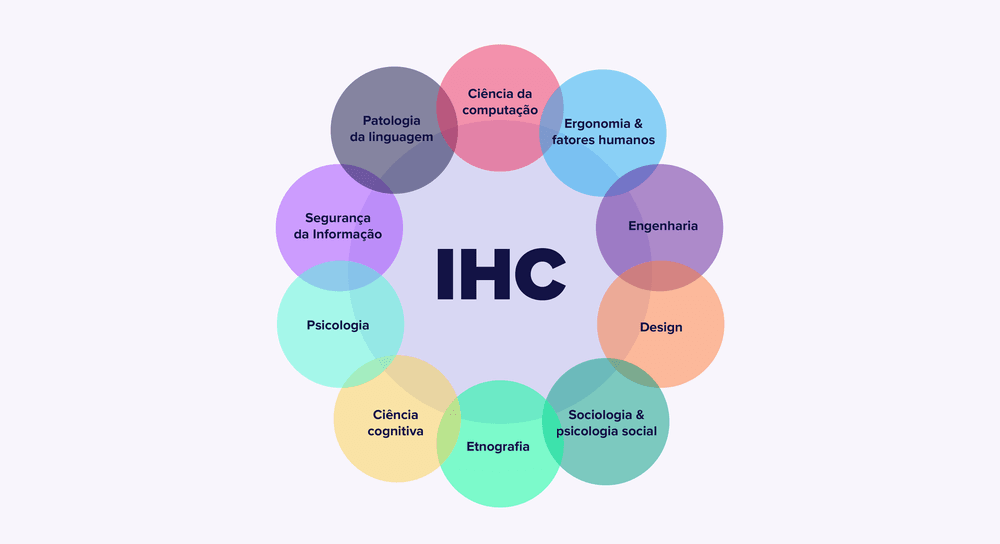 Ciência da
computação
Ergonomia &
fatores humanos
Engenharia
Design
Sociologia &
psicologia social
Etnografia
Ciência
cognitiva
Psicologia
Segurança
da Informação
Patologia
da linguagem
IHC